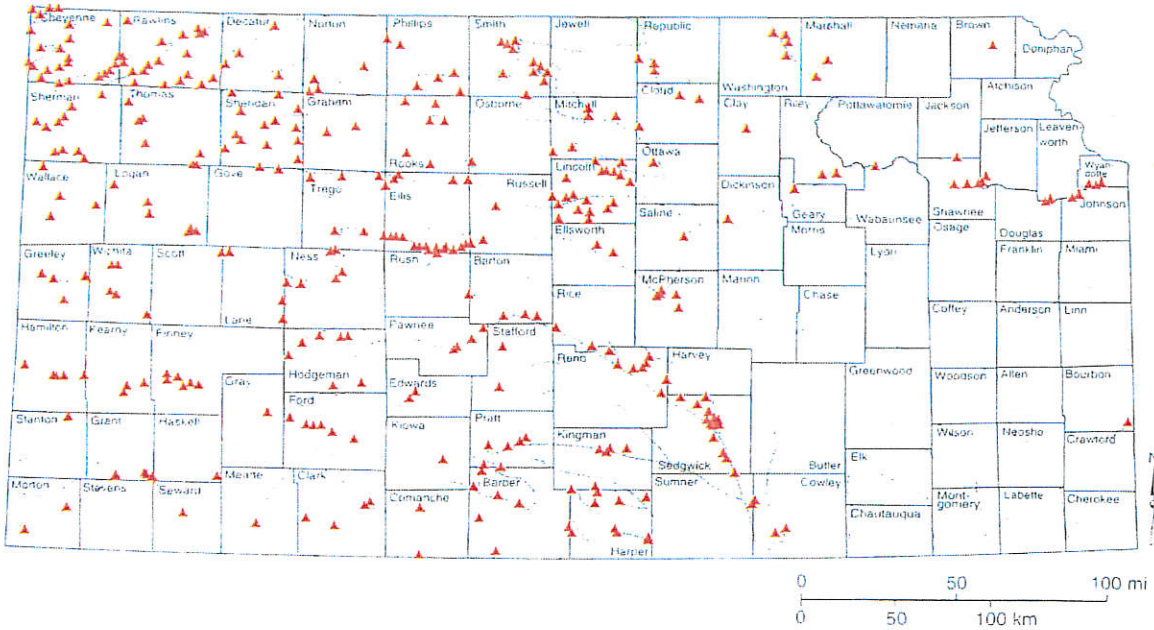 Cheyenne
Rawlins
Decatur
Norton
Phillips
Smith
Jewell
Republic
Marshall
Nemaha
Brown
Doniphan
Washington
Sherman
Thomas
Sheridan
Graham
Osborne
Mitchell
Cloud
Clay
Riley
Pottawatomie
Jackson
Atchison
Jefferson
Leaven-
worth
Rooks
Ottawa
Wyan-
dotte
Wallace
Logan
Gove
Trego
Ellis
Russell
Lincoln
Dickinson
Saline
Geary
Wabaunsee
Shawnee
Johnson
Morris
Osage
Douglas
Ellsworth
Greeley
Wichita
Scott
Lane
Ness
Rush
Barton
Rice
McPherson
Marion
Chase
Lyon
Franklin
Miami
Coffey
Anderson
Linn
Hamilton
Kearny
Finney
Gray
Hodgeman
Pawnee
Stafford
Reno
Harvey
Greenwood
Woodson
Allen
Bourbon
Edwards
Ford
Stanton
Grant
Haskell
Kiowa
Pratt
Kingman
Sedgwick
Butler
Elk
Wilson
Neosho
Crawford
Morton
Stevens
Seward
Meade
Clark
Comanche
Barber
Sumner
Cowley
Harper
Chautauqua
Mont-
gomery
Labette
Cherokee
0 50 100 mi
0 50 100 km